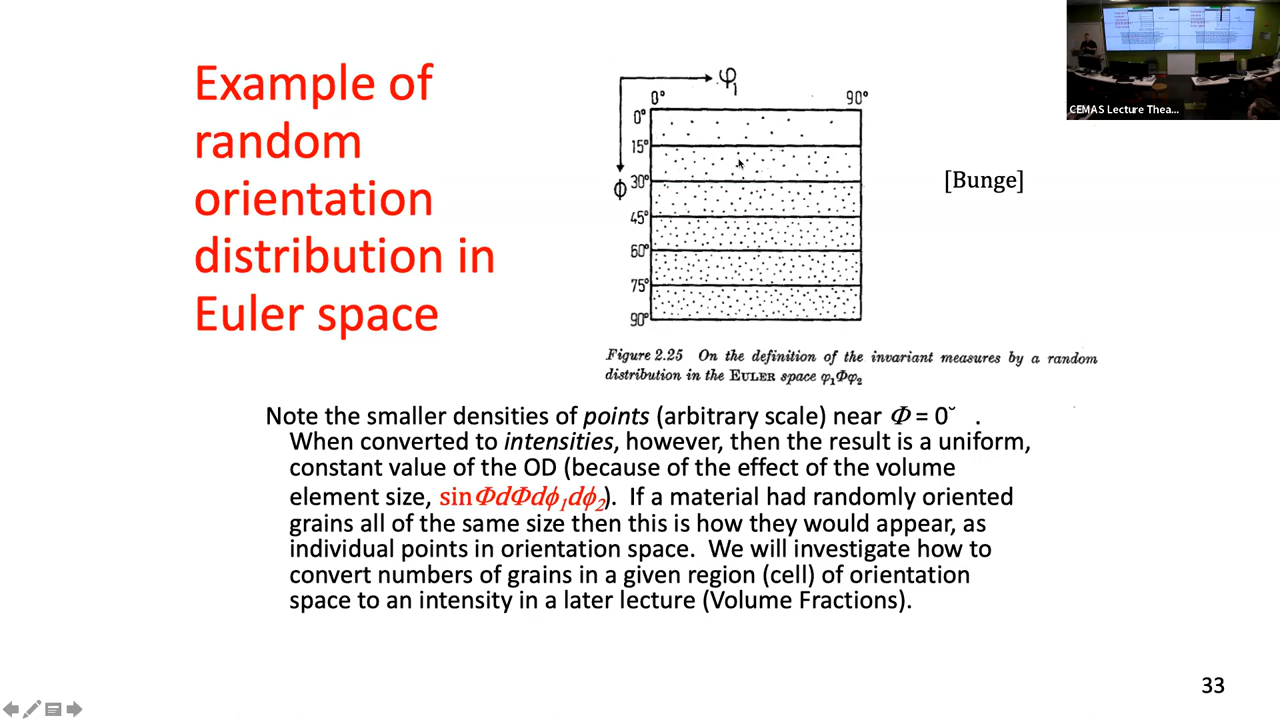 Example of
random
orientation
distribution in
Euler space
φ₁
0° 90°
0°
15°
Φ 30°
45°
60°
75°
90°
[Bunge]
CEMAS Lecture Thea...
Figure 2.25 On the definition of the invariant measures by a random
distribution in the EULER space φ₁Φφ₂
Note the smaller densities of points (arbitrary scale) near Φ = 0˘ .
When converted to intensities, however, then the result is a uniform,
constant value of the OD (because of the effect of the volume
element size, sinΦdΦdϕ₁dϕ₂). If a material had randomly oriented
grains all of the same size then this is how they would appear, as
individual points in orientation space. We will investigate how to
convert numbers of grains in a given region (cell) of orientation
space to an intensity in a later lecture (Volume Fractions).
33